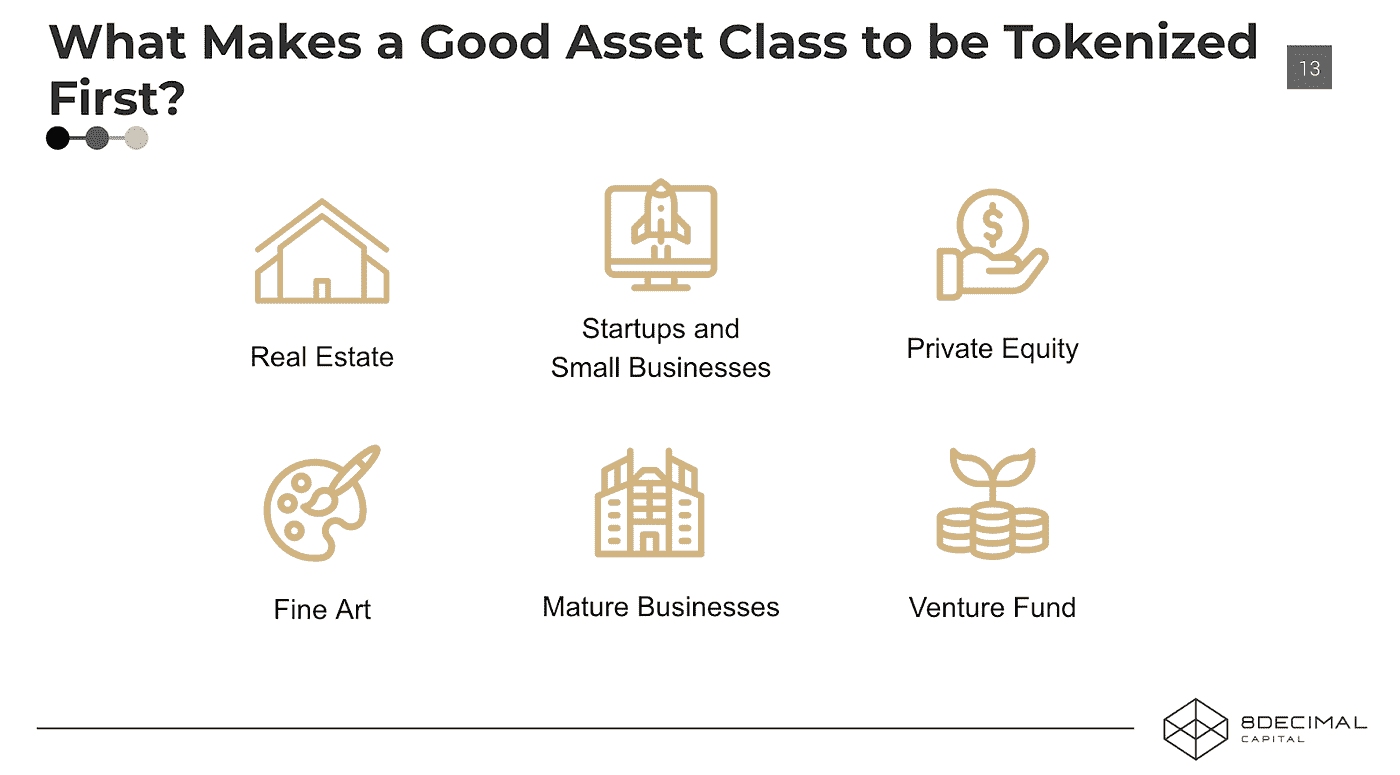 What Makes a Good Asset Class to be Tokenized
First?
13
Real Estate
Startups and
Small Businesses
Private Equity
$
Fine Art
Mature Businesses
Venture Fund
8DECIMAL
CAPITAL